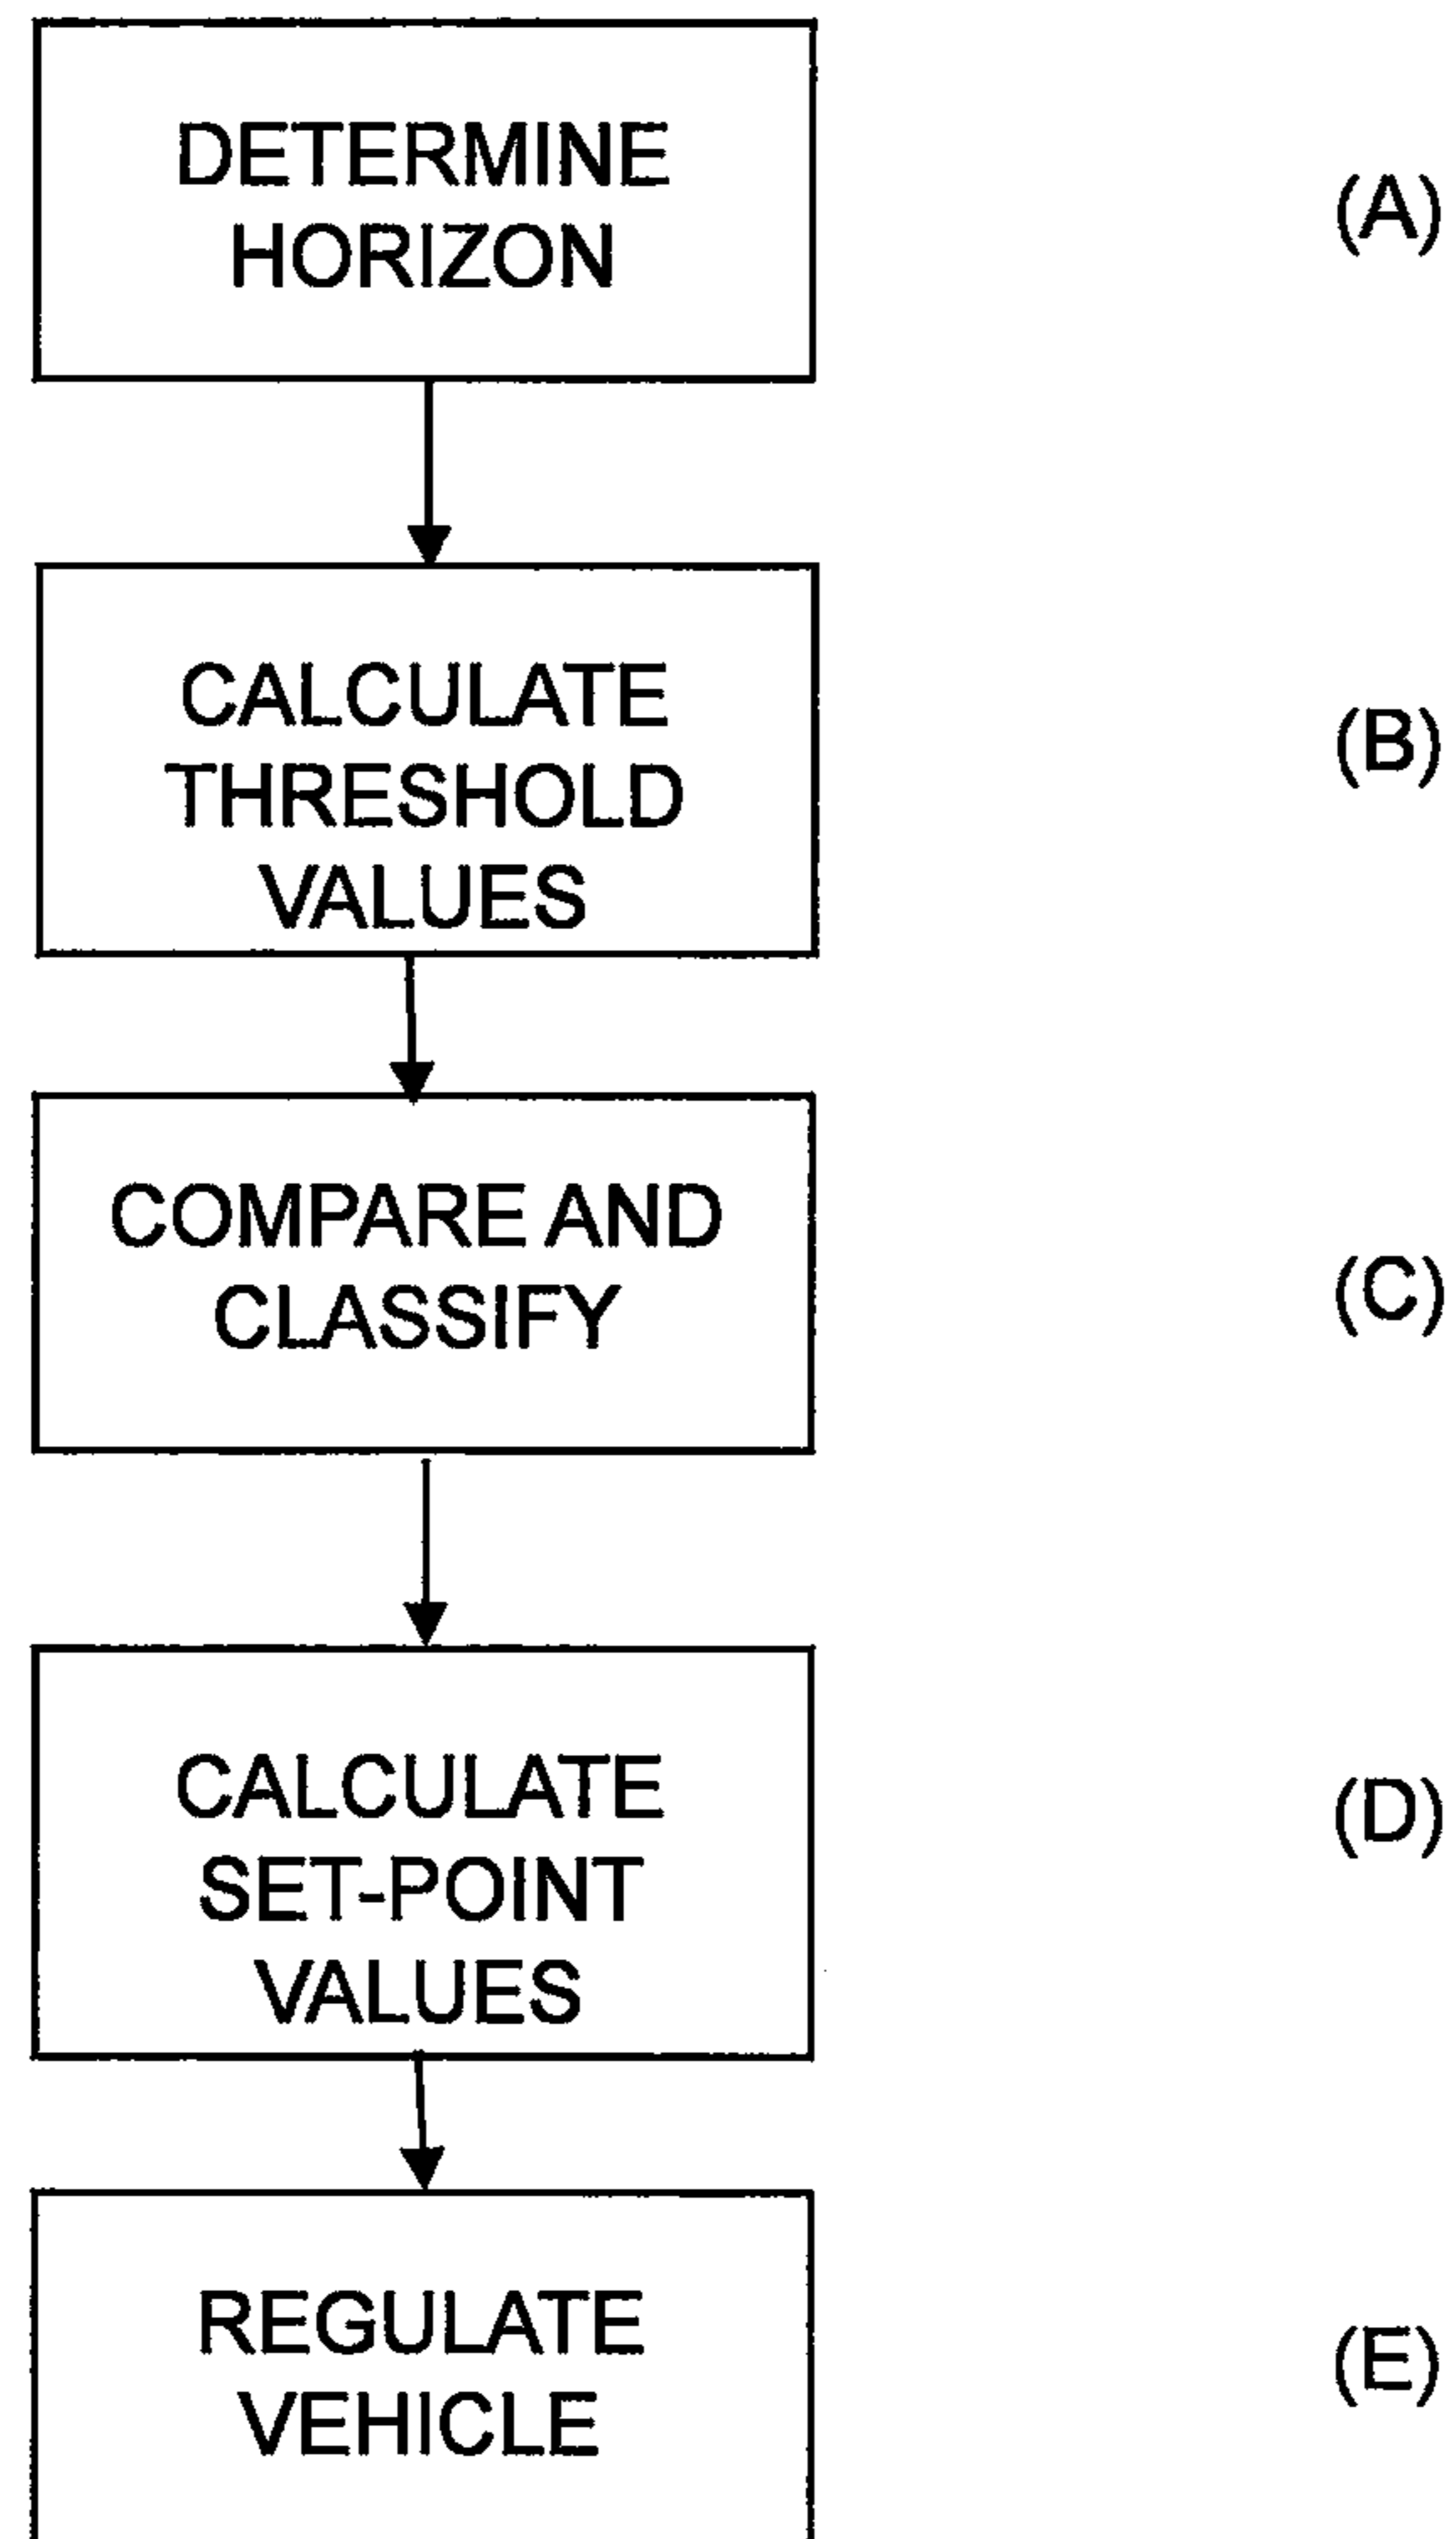 DETERMINE
HORIZON
(A)
CALCULATE
THRESHOLD
VALUES
(B)
COMPARE AND
CLASSIFY
(C)
CALCULATE
SET-POINT
VALUES
(D)
REGULATE
VEHICLE
(E)